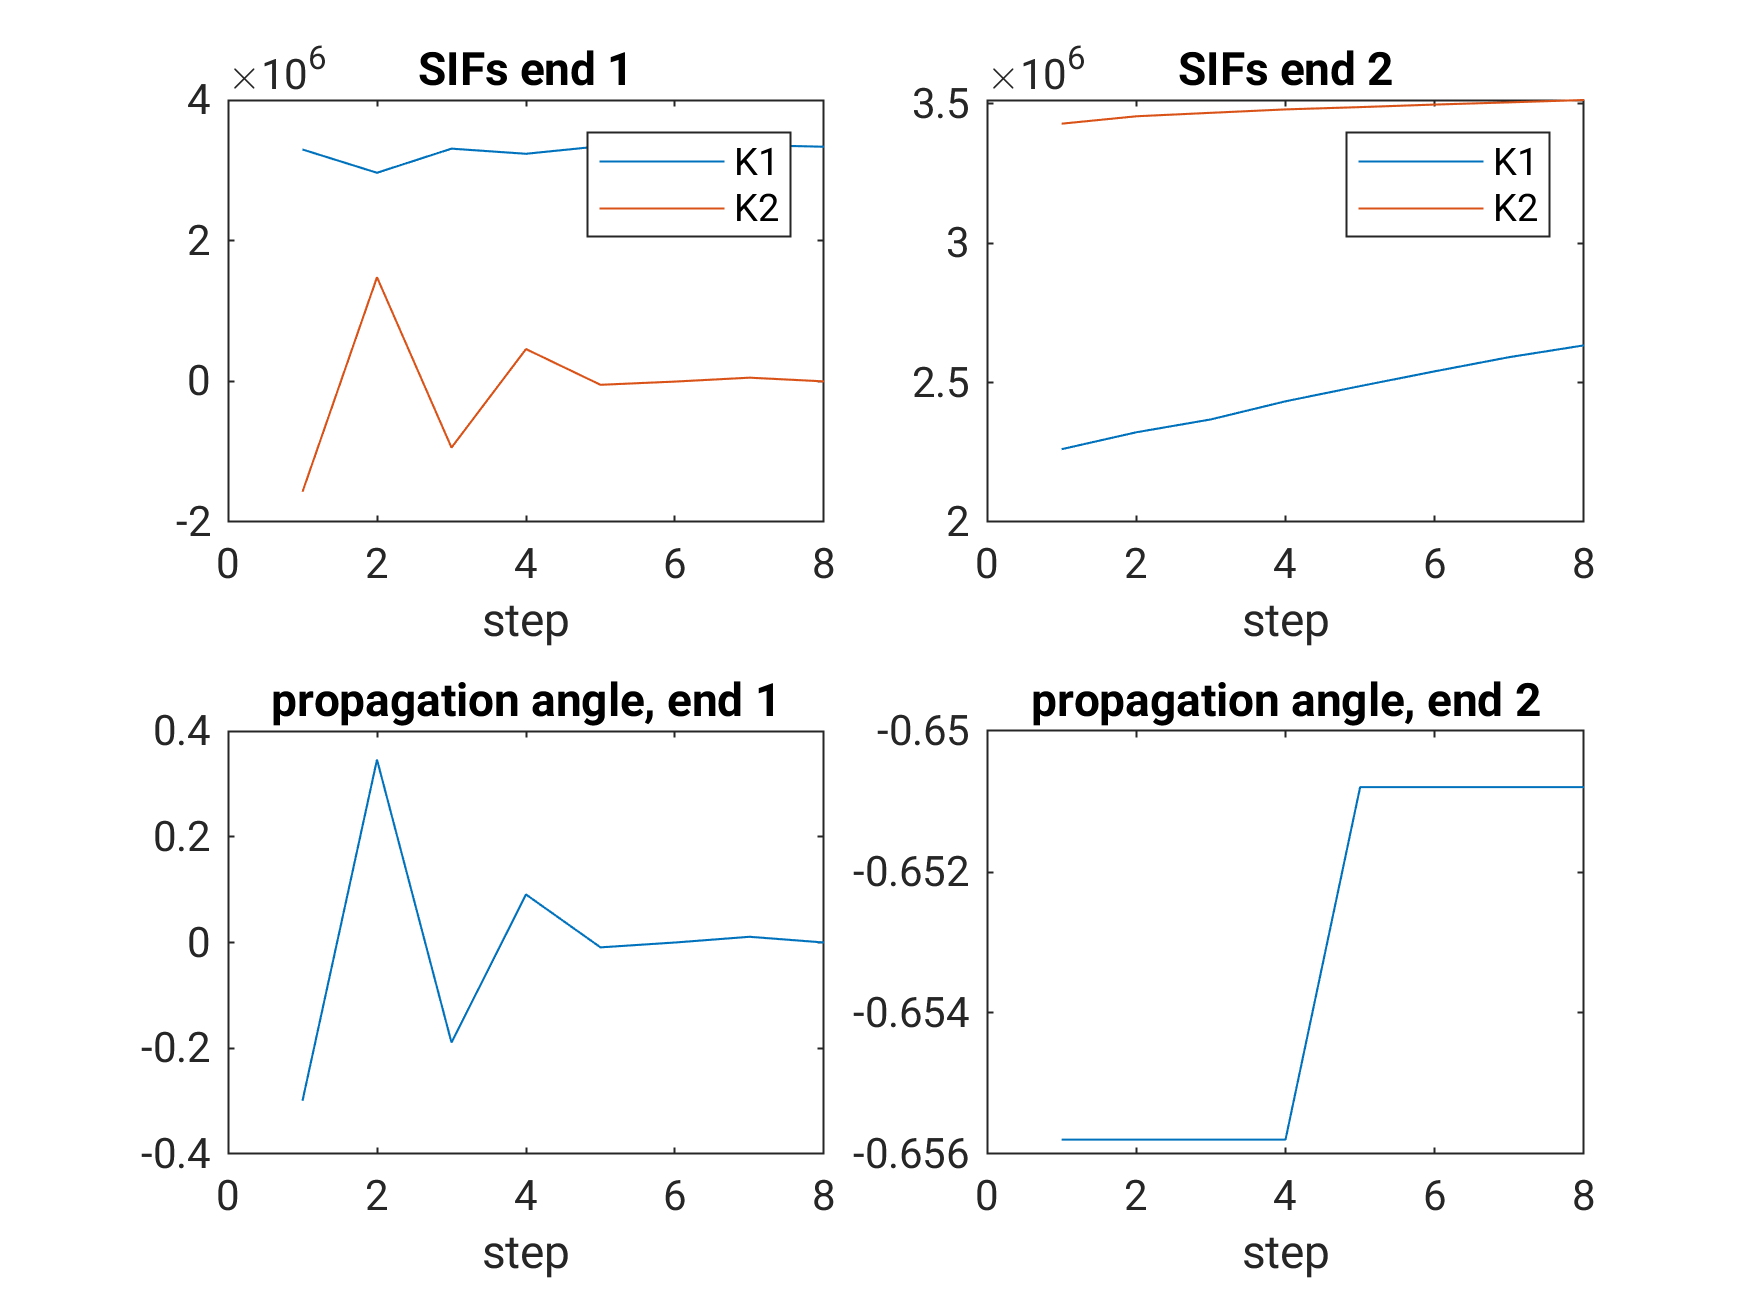 ×10^6
SIFs end 1
4
2
0
-2
K1
K2
0 2 4 6 8
step
×10^6
SIFs end 2
3.5
3
2.5
2
K1
K2
0 2 4 6 8
step
propagation angle, end 1
0.4
0.2
0
-0.2
-0.4
0 2 4 6 8
step
propagation angle, end 2
-0.65
-0.652
-0.654
-0.656
0 2 4 6 8
step